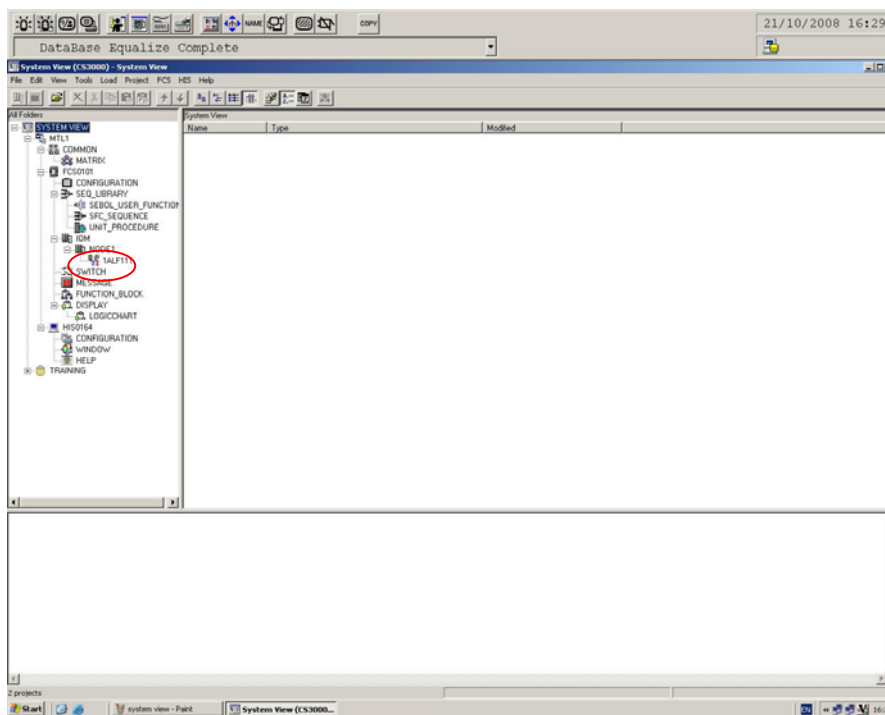 NAME
COPY
21/10/2008 16:29
DataBase Equalize Complete
System View (CS3000) - System View
File Edit View Tools Load Project FCS HIS Help
All Folders
System View
Name Type Modified
SYSTEM VIEW
MTL1
COMMON
MATRIX
FCS0101
CONFIGURATION
SEQ_LIBRARY
SEBOL_USER_FUNCTION
SFC_SEQUENCE
UNIT_PROCEDURE
IOM
NODE1
1ALF111
SWITCH
MESSAGE
FUNCTION_BLOCK
DISPLAY
LOGICCHART
HIS0164
CONFIGURATION
WINDOW
HELP
TRAINING
2 projects
Start
system view - Paint
System View (CS3000...
EN
16: